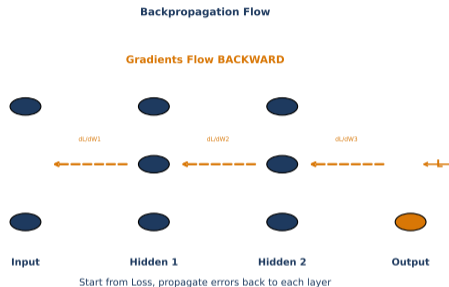 Backpropagation Flow
Gradients Flow BACKWARD
dL/dW1 dL/dW2 dL/dW3
L
Input Hidden 1 Hidden 2 Output
Start from Loss, propagate errors back to each layer